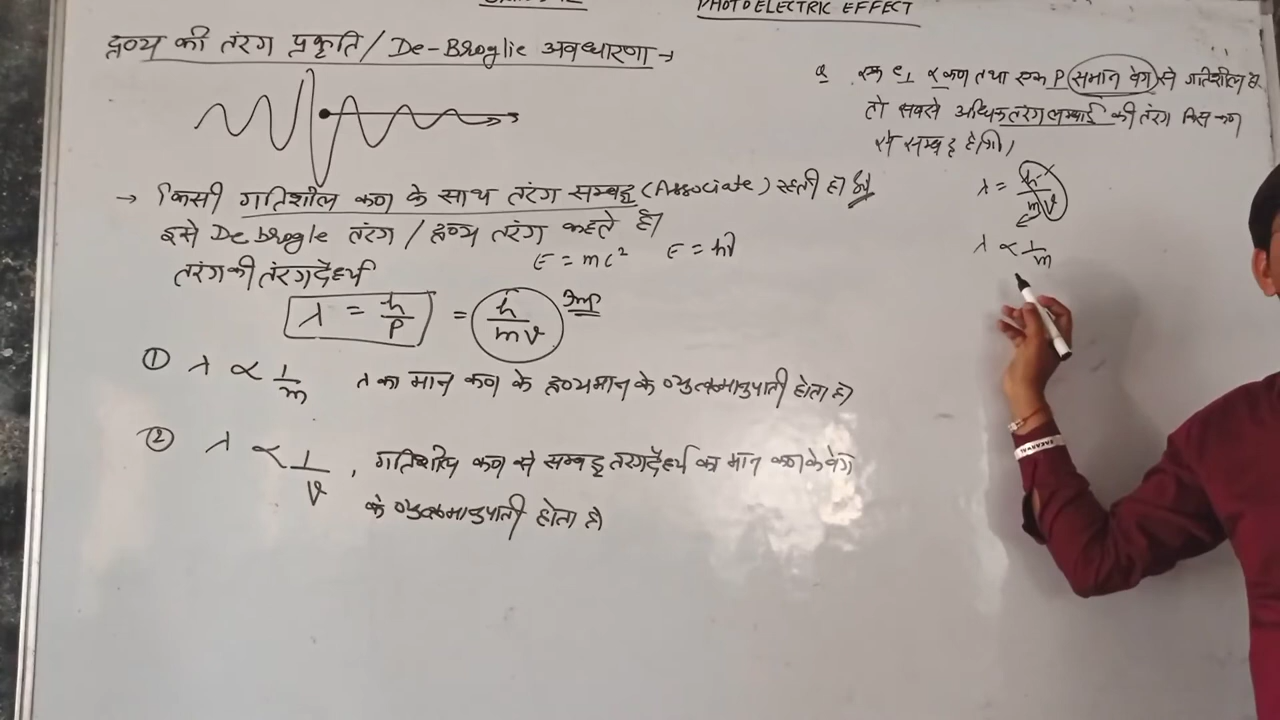 PHOTOELECTRIC EFFECT
द्रव्य की तरंग प्रकृति / De-Broglie अवधारणा →
→ किसी गतिशील कण के साथ तरंग सम्बद्ध (Associate) रहती है
इसे De brogle तरंग / द्रव्य तरंग कहते है।
E = mc² E = hν
तरंग की तरंगदैर्ध्य
λ = h/P = h/mv Imp
① λ ∝ 1/m λ का मान कण के द्रव्यमान के व्युत्क्रमानुपाती होता है
② λ ∝ 1/v , गतिशील कण से सम्बद्ध तरंगदैर्ध्य का मान कण के वेग
के व्युत्क्रमानुपाती होता है
Q एक e, α कण तथा एक P समान वेग से गतिशील है
तो सबसे अधिक तरंग लम्बाई की तरंग किस कण
से सम्बद्ध होगी।
λ = h/mv
λ ∝ 1/m